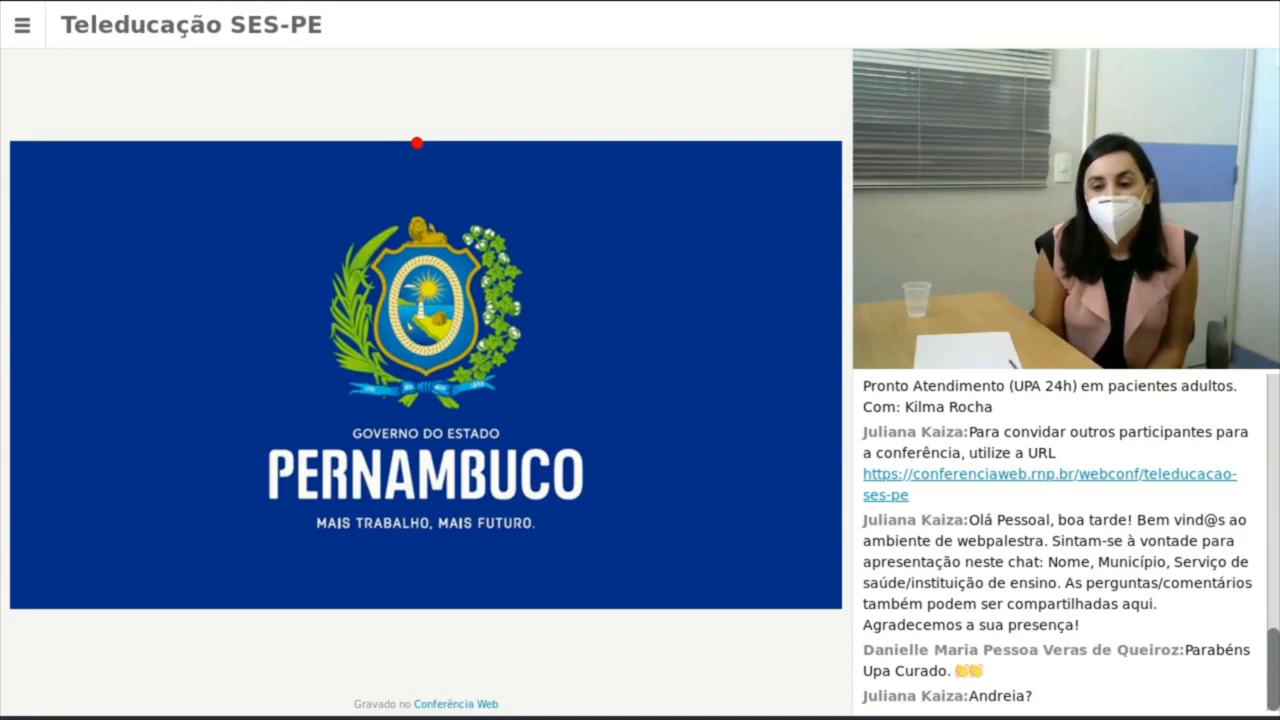 Teleducação SES-PE
GOVERNO DO ESTADO
PERNAMBUCO
MAIS TRABALHO, MAIS FUTURO.
Gravado no Conferência Web
Pronto Atendimento (UPA 24h) em pacientes adultos.
Com: Kilma Rocha
Juliana Kaiza:Para convidar outros participantes para
a conferência, utilize a URL
https://conferenciaweb.rnp.br/webconf/teleducacao-
ses-pe
Juliana Kaiza:Olá Pessoal, boa tarde! Bem vind@s ao
ambiente de webpalestra. Sintam-se à vontade para
apresentação neste chat: Nome, Município, Serviço de
saúde/instituição de ensino. As perguntas/comentários
também podem ser compartilhadas aqui.
Agradecemos a sua presença!
Danielle Maria Pessoa Veras de Queiroz:Parabéns
Upa Curado. 👏👏
Juliana Kaiza:Andreia?